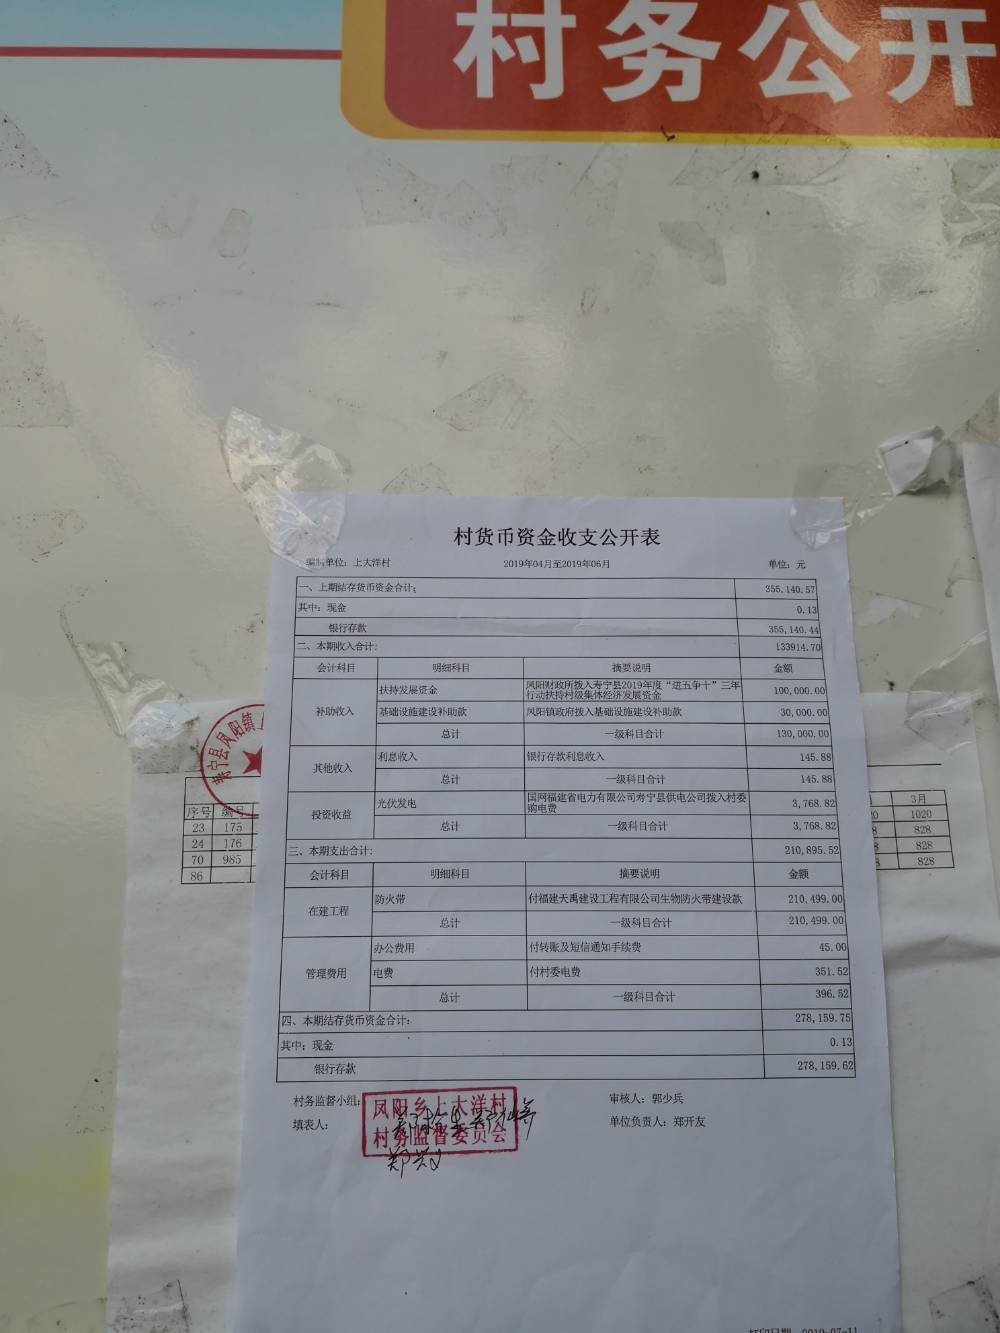 村务公开
村货币资金收支公开表
编制单位：上大洋村 2019年04月至2019年06月 单位：元
一、上期结存货币资金合计： 355,140.57
其中：现金 0.13
银行存款 355,140.44
二、本期收入合计： 133914.70
会计科目 明细科目 摘要说明 金额
补助收入 扶持发展资金 凤阳财政所拨入寿宁县2019年度“进五争十”三年
行动扶持村级集体经济发展资金 100,000.00
基础设施建设补助款 凤阳镇政府拨入基础设施建设补助款 30,000.00
总计 一级科目合计 130,000.00
其他收入 利息收入 银行存款利息收入 145.88
总计 一级科目合计 145.88
投资收益 光伏发电 国网福建省电力有限公司寿宁县供电公司拨入村委
购电费 3,768.82
总计 一级科目合计 3,768.82
三、本期支出合计： 210,895.52
会计科目 明细科目 摘要说明 金额
在建工程 防火带 付福建天禹建设工程有限公司生物防火带建设款 210,499.00
总计 一级科目合计 210,499.00
管理费用 办公费用 付转账及短信通知手续费 45.00
电费 付村委电费 351.52
总计 一级科目合计 396.52
四、本期结存货币资金合计： 278,159.75
其中：现金 0.13
银行存款 278,159.62
村务监督小组： 审核人：郭少兵
填表人： 单位负责人：郑开友
凤阳乡上大洋村
村务监督委员会
打印日期 2019-07-11
寿宁县凤阳镇
序号 编号 3月
23 175 1020
24 176 828
70 985 828
86 828